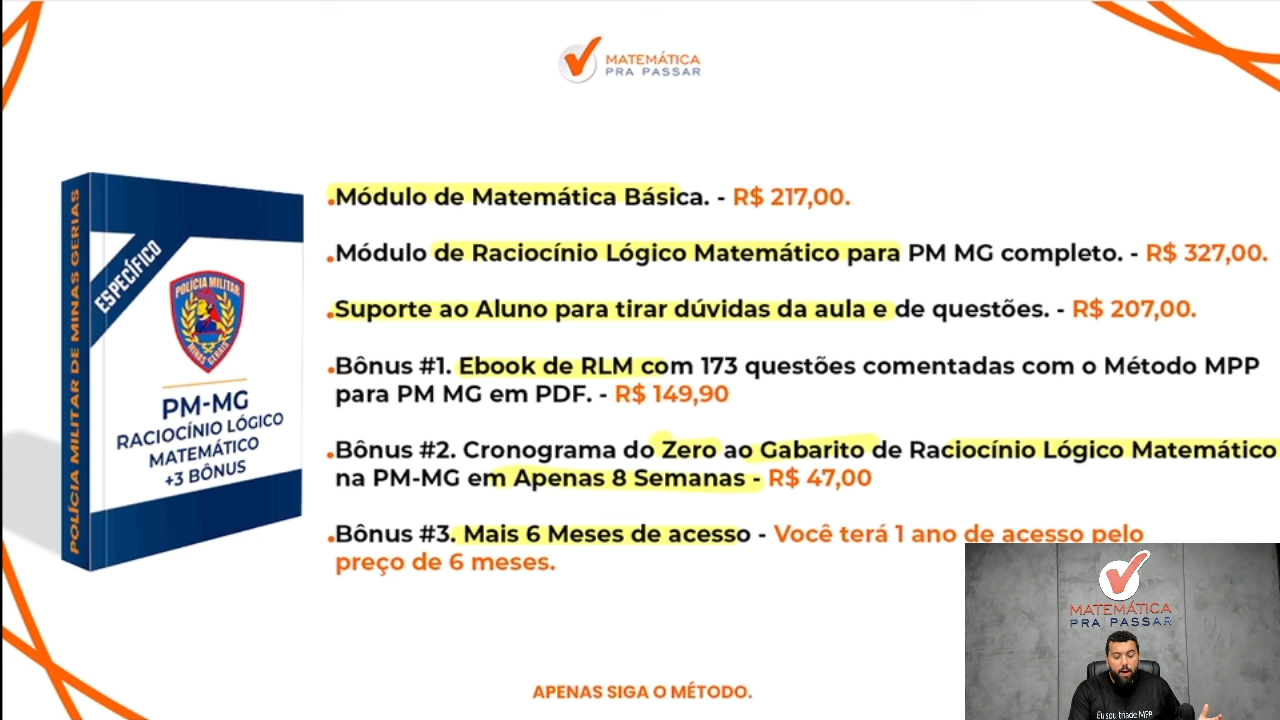 MATEMÁTICA
PRA PASSAR
Módulo de Matemática Básica. - R$ 217,00.
Módulo de Raciocínio Lógico Matemático para PM MG completo. - R$ 327,00.
Suporte ao Aluno para tirar dúvidas da aula e de questões. - R$ 207,00.
Bônus #1. Ebook de RLM com 173 questões comentadas com o Método MPP
para PM MG em PDF. - R$ 149,90
Bônus #2. Cronograma do Zero ao Gabarito de Raciocínio Lógico Matemático
na PM-MG em Apenas 8 Semanas - R$ 47,00
Bônus #3. Mais 6 Meses de acesso - Você terá 1 ano de acesso pelo
preço de 6 meses.
POLÍCIA MILITAR DE MINAS GERIAS
ESPECÍFICO
POLÍCIA MILITAR
MINAS GERAIS
PM-MG
RACIOCÍNIO LÓGICO
MATEMÁTICO
+3 BÔNUS
MATEMÁTICA
PRA PASSAR
Eu sou triade MPP
APENAS SIGA O MÉTODO.